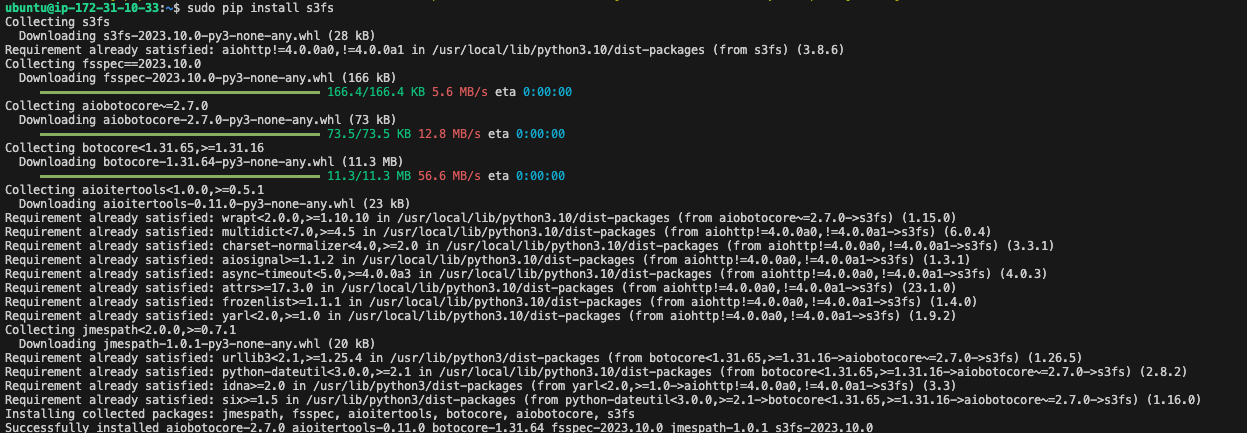 ubuntu@ip-172-31-10-33:~$ sudo pip install s3fs
Collecting s3fs
  Downloading s3fs-2023.10.0-py3-none-any.whl (28 kB)
Requirement already satisfied: aiohttp!=4.0.0a0,!=4.0.0a1 in /usr/local/lib/python3.10/dist-packages (from s3fs) (3.8.6)
Collecting fsspec==2023.10.0
  Downloading fsspec-2023.10.0-py3-none-any.whl (166 kB)
166.4/166.4 KB 5.6 MB/s eta 0:00:00
Collecting aiobotocore~=2.7.0
  Downloading aiobotocore-2.7.0-py3-none-any.whl (73 kB)
73.5/73.5 KB 12.8 MB/s eta 0:00:00
Collecting botocore<1.31.65,>=1.31.16
  Downloading botocore-1.31.64-py3-none-any.whl (11.3 MB)
11.3/11.3 MB 56.6 MB/s eta 0:00:00
Collecting aioitertools<1.0.0,>=0.5.1
  Downloading aioitertools-0.11.0-py3-none-any.whl (23 kB)
Requirement already satisfied: wrapt<2.0.0,>=1.10.10 in /usr/local/lib/python3.10/dist-packages (from aiobotocore~=2.7.0->s3fs) (1.15.0)
Requirement already satisfied: multidict<7.0,>=4.5 in /usr/local/lib/python3.10/dist-packages (from aiohttp!=4.0.0a0,!=4.0.0a1->s3fs) (6.0.4)
Requirement already satisfied: charset-normalizer<4.0,>=2.0 in /usr/local/lib/python3.10/dist-packages (from aiohttp!=4.0.0a0,!=4.0.0a1->s3fs) (3.3.1)
Requirement already satisfied: aiosignal>=1.1.2 in /usr/local/lib/python3.10/dist-packages (from aiohttp!=4.0.0a0,!=4.0.0a1->s3fs) (1.3.1)
Requirement already satisfied: async-timeout<5.0,>=4.0.0a3 in /usr/local/lib/python3.10/dist-packages (from aiohttp!=4.0.0a0,!=4.0.0a1->s3fs) (4.0.3)
Requirement already satisfied: attrs>=17.3.0 in /usr/local/lib/python3.10/dist-packages (from aiohttp!=4.0.0a0,!=4.0.0a1->s3fs) (23.1.0)
Requirement already satisfied: frozenlist>=1.1.1 in /usr/local/lib/python3.10/dist-packages (from aiohttp!=4.0.0a0,!=4.0.0a1->s3fs) (1.4.0)
Requirement already satisfied: yarl<2.0,>=1.0 in /usr/local/lib/python3.10/dist-packages (from aiohttp!=4.0.0a0,!=4.0.0a1->s3fs) (1.9.2)
Collecting jmespath<2.0.0,>=0.7.1
  Downloading jmespath-1.0.1-py3-none-any.whl (20 kB)
Requirement already satisfied: urllib3<2.1,>=1.25.4 in /usr/lib/python3/dist-packages (from botocore<1.31.65,>=1.31.16->aiobotocore~=2.7.0->s3fs) (1.26.5)
Requirement already satisfied: python-dateutil<3.0.0,>=2.1 in /usr/local/lib/python3.10/dist-packages (from botocore<1.31.65,>=1.31.16->aiobotocore~=2.7.0->s3fs) (2.8.2)
Requirement already satisfied: idna>=2.0 in /usr/lib/python3/dist-packages (from yarl<2.0,>=1.0->aiohttp!=4.0.0a0,!=4.0.0a1->s3fs) (3.3)
Requirement already satisfied: six>=1.5 in /usr/lib/python3/dist-packages (from python-dateutil<3.0.0,>=2.1->botocore<1.31.65,>=1.31.16->aiobotocore~=2.7.0->s3fs) (1.16.0)
Installing collected packages: jmespath, fsspec, aioitertools, botocore, aiobotocore, s3fs
Successfully installed aiobotocore-2.7.0 aioitertools-0.11.0 botocore-1.31.64 fsspec-2023.10.0 jmespath-1.0.1 s3fs-2023.10.0